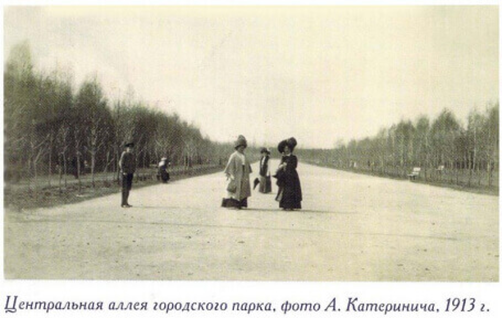 Центральная аллея городского парка, фото А. Катеринича, 1913 г.